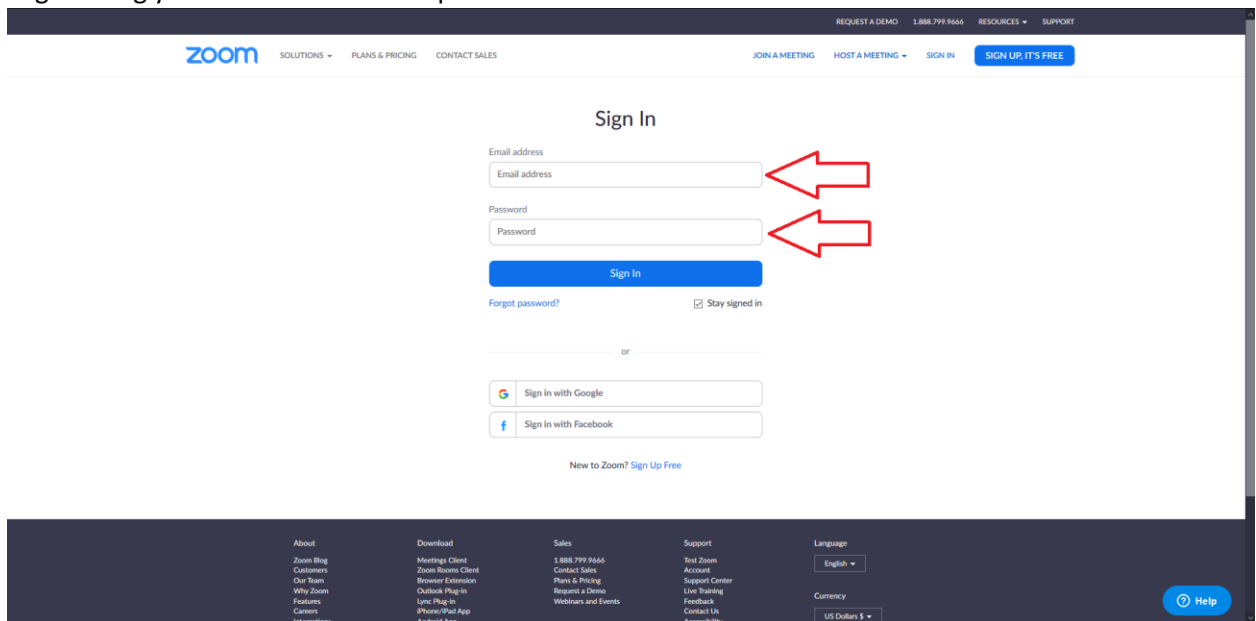 REQUEST A DEMO 1.888.799.9666 RESOURCES SUPPORT
zoom SOLUTIONS PLANS & PRICING CONTACT SALES JOIN A MEETING HOST A MEETING SIGN IN SIGN UP, IT'S FREE
Sign In
Email address
Email address
Password
Password
Sign In
Forgot password? Stay signed in
or
Sign in with Google
Sign in with Facebook
New to Zoom? Sign Up Free
About Download Sales Support Language
Zoom Blog Meetings Client 1.888.799.9666 Test Zoom English
Customers Zoom Rooms Client Contact Sales Account
Our Team Browser Extension Plans & Pricing Support Center
Why Zoom Outlook Plug-in Request a Demo Live Training Currency
Features Lync Plug-in Webinars and Events Feedback
Careers iPhone/iPad App Contact Us US Dollars $
Help